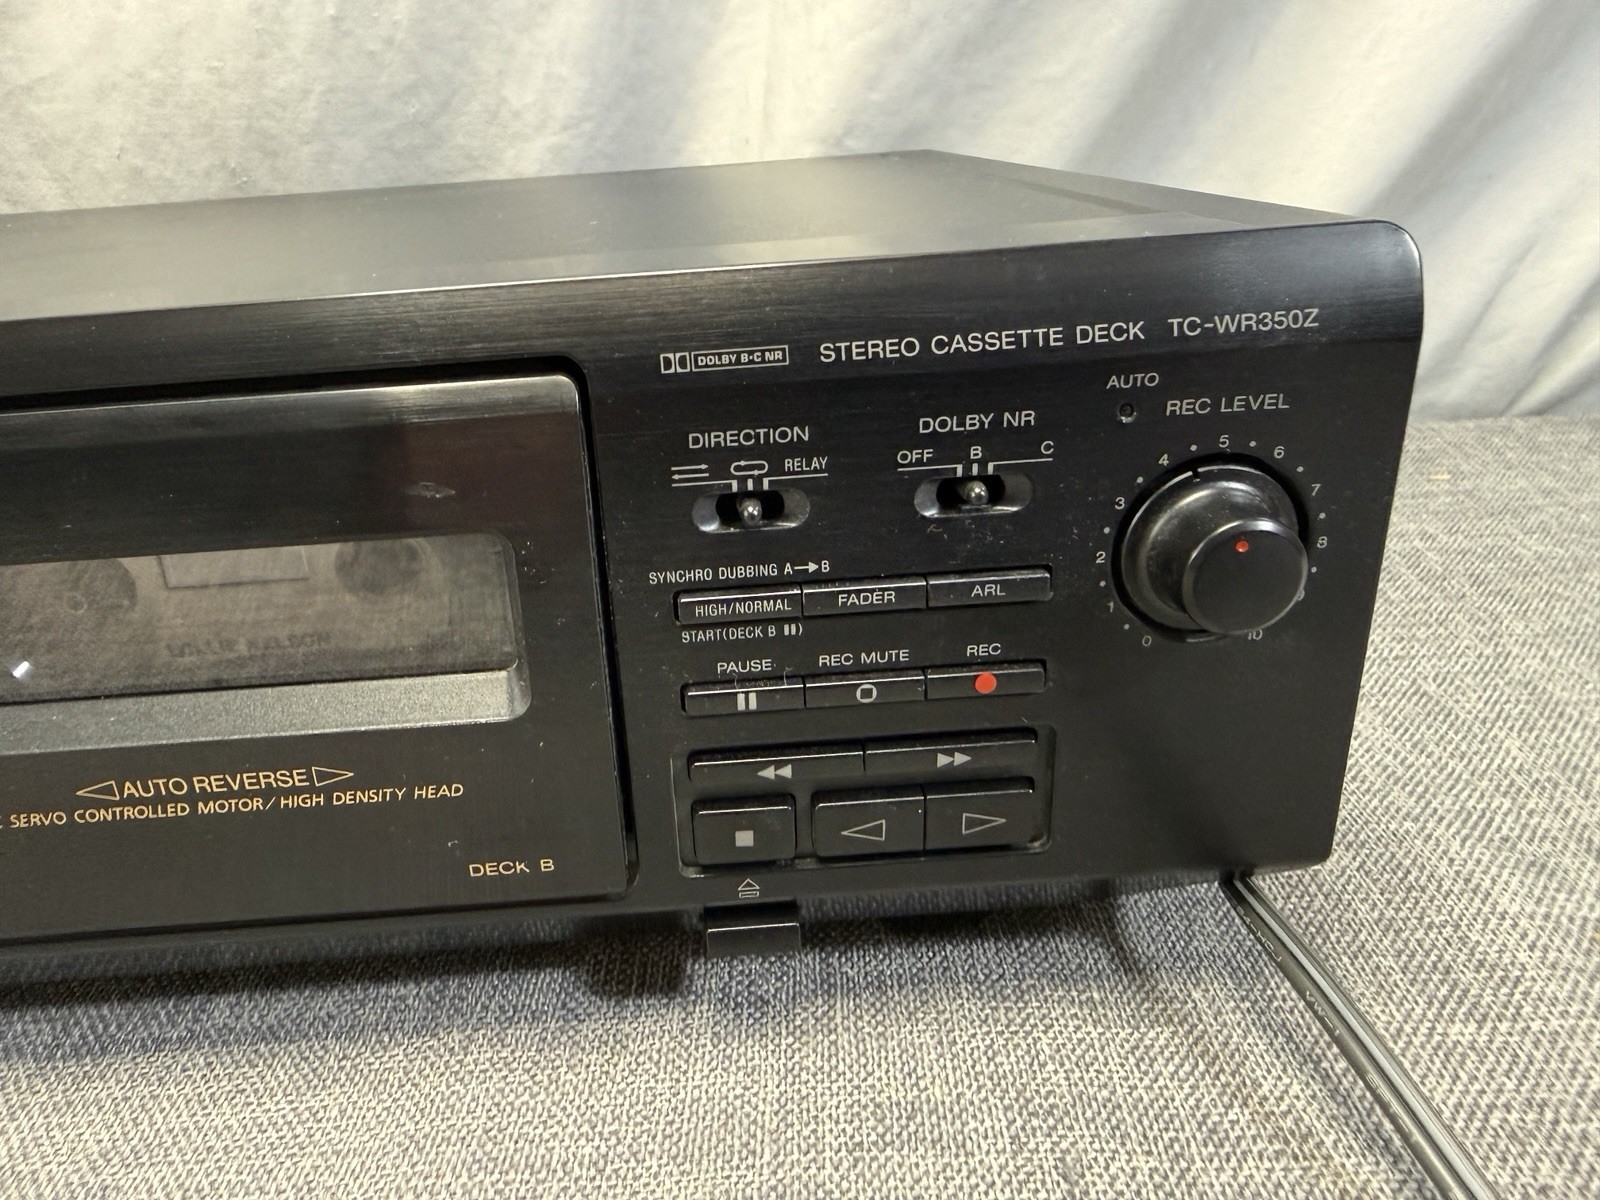 DOLBY B·C NR STEREO CASSETTE DECK TC-WR350Z
AUTO
REC LEVEL
DIRECTION
RELAY
DOLBY NR
OFF B C
0 1 2 3 4 5 6 7 8 9 10
SYNCHRO DUBBING A→B
HIGH/NORMAL FADER ARL
START(DECK B ❚❚)
PAUSE REC MUTE REC
AUTO REVERSE
SERVO CONTROLLED MOTOR/HIGH DENSITY HEAD
DECK B